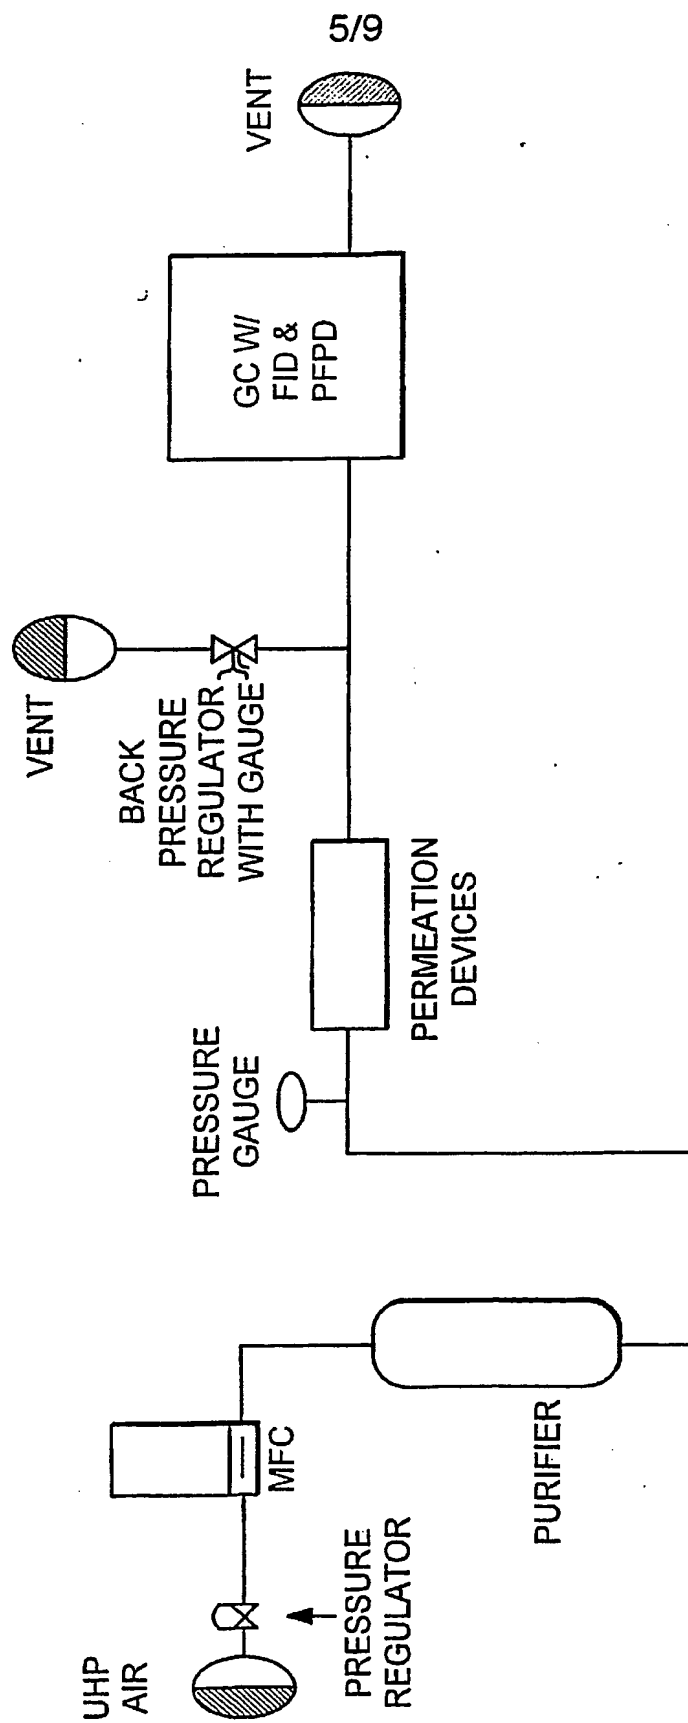 5/9
UHP
AIR
PRESSURE
REGULATOR
MFC
PURIFIER
PRESSURE
GAUGE
PERMEATION
DEVICES
VENT
BACK
PRESSURE
REGULATOR
WITH GAUGE
GC W/
FID &
PFPD
VENT